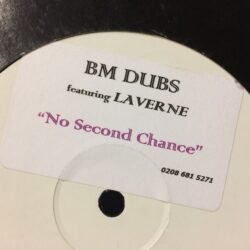 BM DUBS
featuring LAVERNE
“No Second Chance”
0208 681 5271